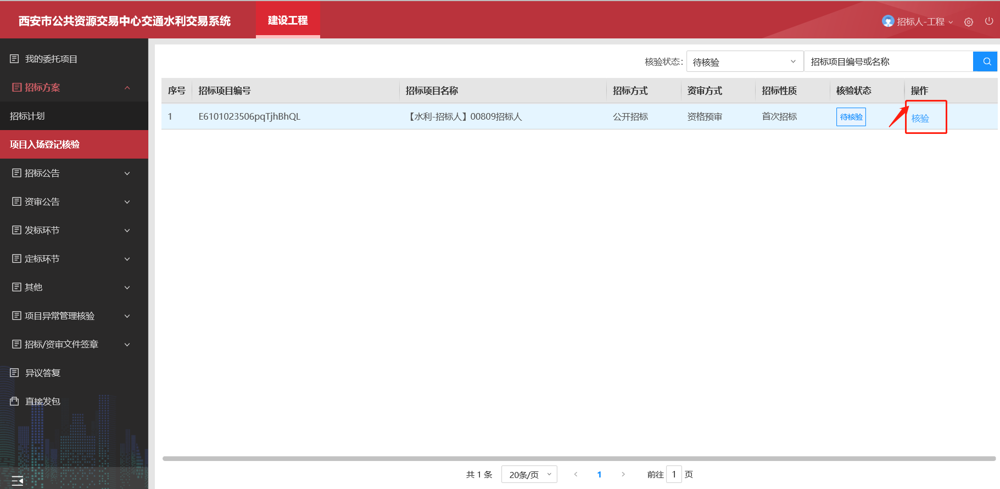 西安市公共资源交易中心交通水利交易系统
建设工程
招标人-工程
我的委托项目
招标方案
招标计划
项目入场登记核验
招标公告
资审公告
发标环节
定标环节
其他
项目异常管理核验
招标/资审文件签章
异议答复
直接发包
核验状态: 待核验 招标项目编号或名称
序号 招标项目编号 招标项目名称 招标方式 资审方式 招标性质 核验状态 操作
1 E6101023506pqTjhBhQL 【水利-招标人】00809招标人 公开招标 资格预审 首次招标 待核验 核验
共 1 条 20条/页 1 前往 1 页